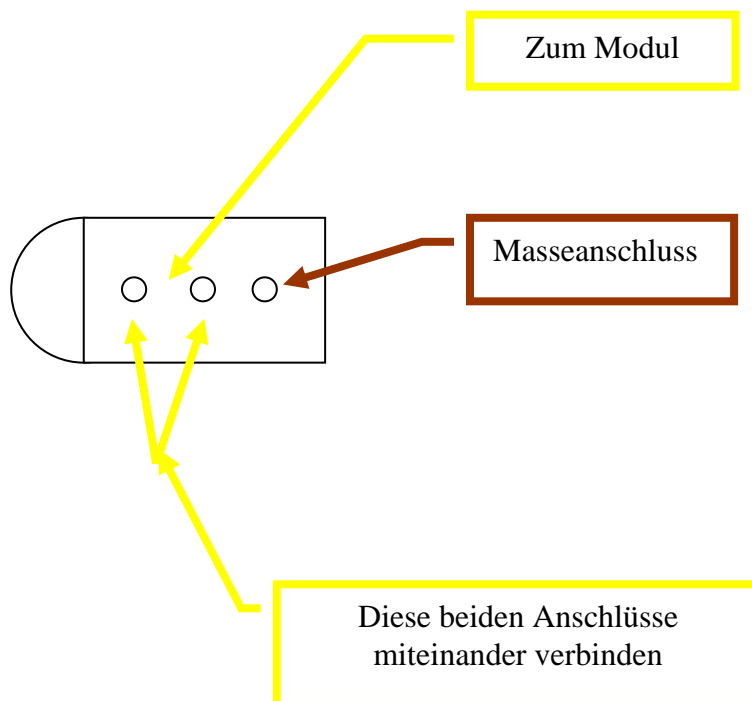 Zum Modul
Masseanschluss
Diese beiden Anschlüsse
miteinander verbinden